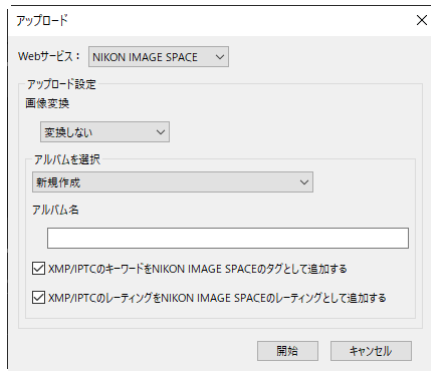 アップロード
Webサービス： NIKON IMAGE SPACE
アップロード設定
画像変換
変換しない
アルバムを選択
新規作成
アルバム名
XMP/IPTCのキーワードをNIKON IMAGE SPACEのタグとして追加する
XMP/IPTCのレーティングをNIKON IMAGE SPACEのレーティングとして追加する
開始 キャンセル